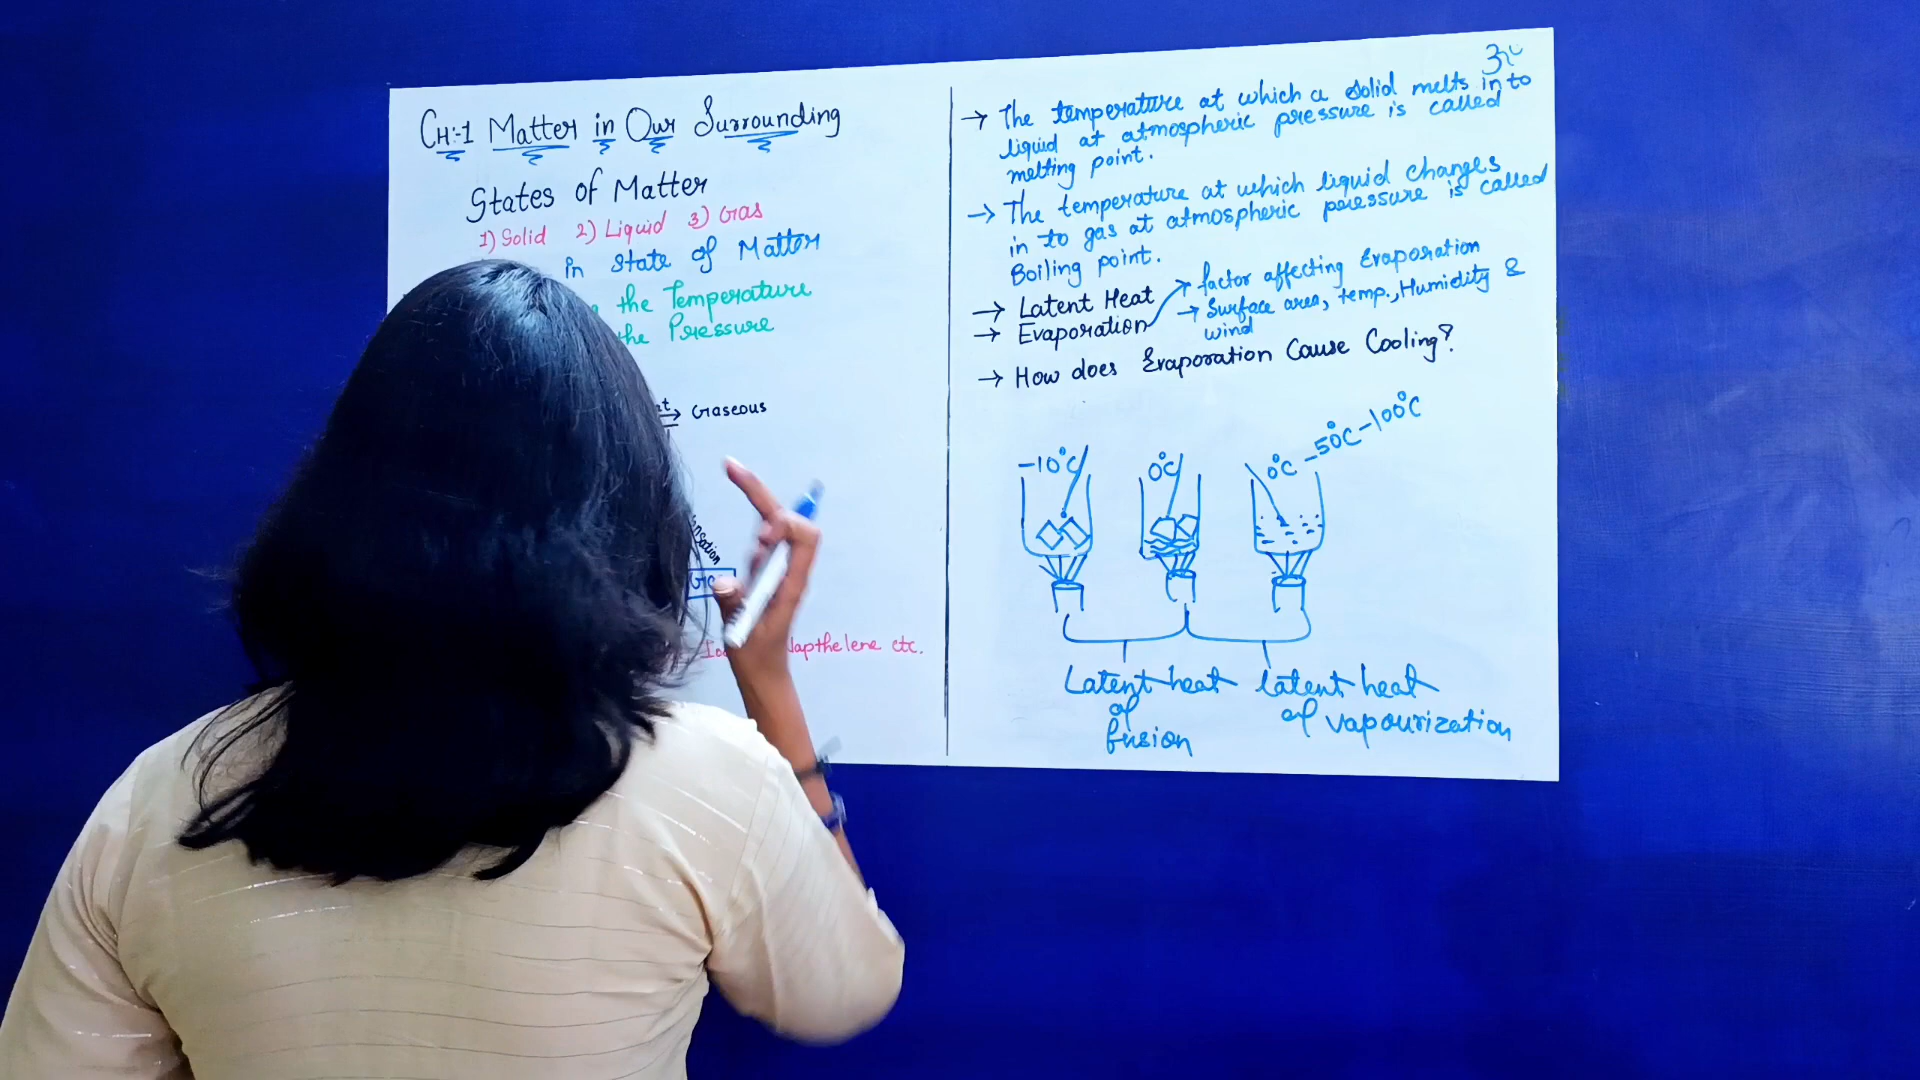 CH:-1 Matter in Our Surrounding
States of Matter
1) Solid 2) Liquid 3) Gas
in state of Matter
the Temperature
the Pressure
Gaseous
Napthelene etc.
→ The temperature at which a solid melts in to
liquid at atmospheric pressure is called
melting point.
→ The temperature at which liquid changes
in to gas at atmospheric pressure is called
Boiling point.
→ Latent Heat
→ Evaporation
→ factor affecting Evaporation
→ Surface area, temp., Humidity &
wind
→ How does Evaporation Cause Cooling?
-10°C
0°C
0°C -50°C -100°C
Latent heat
of
fusion
latent heat
of vapourization